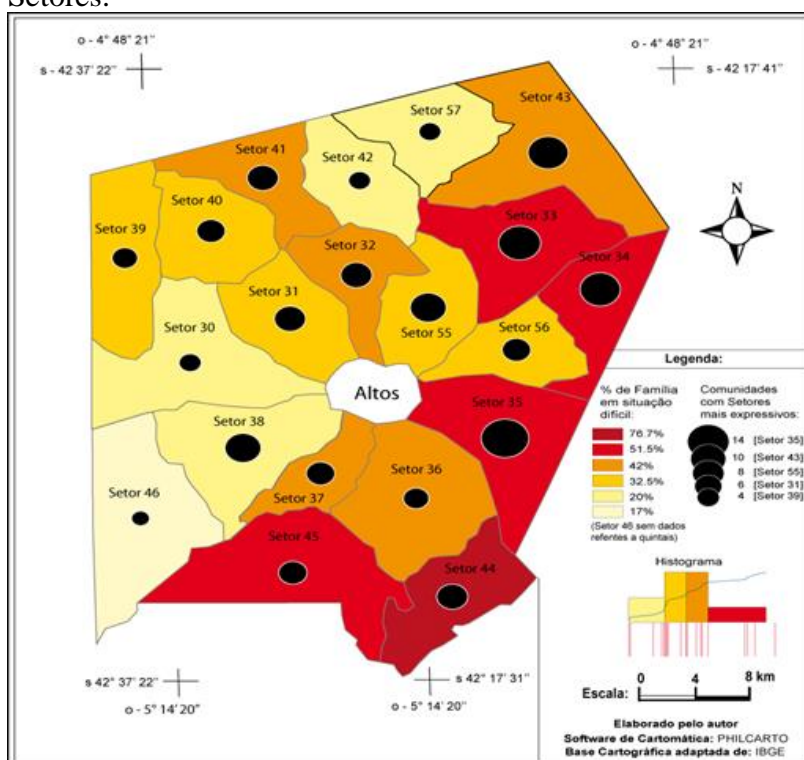 Setores:
o - 4° 48' 21''
s - 42 37' 22''
o - 4° 48' 21''
s - 42 17' 41''
Setor 57
Setor 43
Setor 41
Setor 42
Setor 40
Setor 39
Setor 33
Setor 32
Setor 34
N
Setor 31
Setor 30
Setor 55
Setor 56
Altos
Setor 35
Setor 38
Setor 36
Setor 37
Setor 46
Setor 45
Setor 44
Legenda:
% de Família
em situação
difícil:
76.7%
51.5%
42%
32.5%
20%
17%
(Setor 46 sem dados
refentes a quintais)
Comunidades
com Setores
mais expressivos:
14 [Setor 35]
10 [Setor 43]
8 [Setor 55]
6 [Setor 31]
4 [Setor 39]
Histograma
s 42° 37' 22''
o - 5° 14' 20''
s 42° 17' 31''
o - 5° 14' 20''
0 4 8 km
Escala:
Elaborado pelo autor
Software de Cartomática: PHILCARTO
Base Cartográfica adaptada de: IBGE